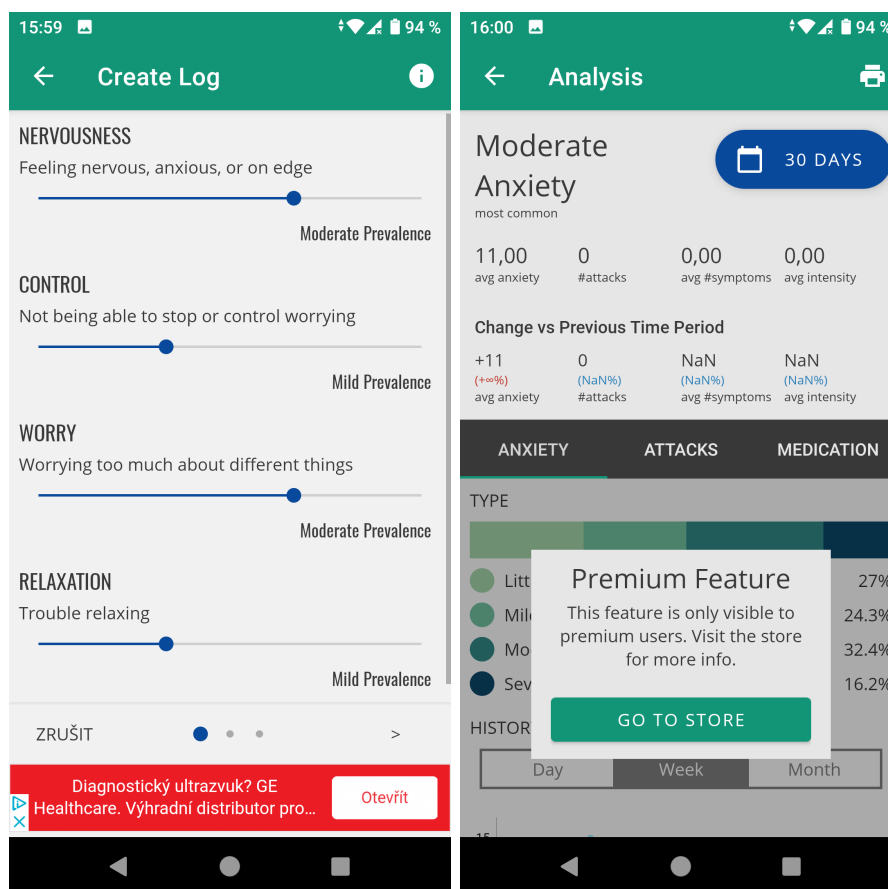 15:59
94 %
Create Log
NERVOUSNESS
Feeling nervous, anxious, or on edge
Moderate Prevalence
CONTROL
Not being able to stop or control worrying
Mild Prevalence
WORRY
Worrying too much about different things
Moderate Prevalence
RELAXATION
Trouble relaxing
Mild Prevalence
ZRUŠIT
>
Diagnostický ultrazvuk? GE
Healthcare. Výhradní distributor pro...
Otevřít
16:00
94 %
Analysis
Moderate
Anxiety
most common
30 DAYS
11,00 0 0,00 0,00
avg anxiety #attacks avg #symptoms avg intensity
Change vs Previous Time Period
+11 0 NaN NaN
(+∞%) (NaN%) (NaN%) (NaN%)
avg anxiety #attacks avg #symptoms avg intensity
ANXIETY ATTACKS MEDICATION
TYPE
Litt 27%
Mil 24.3%
Mo 32.4%
Sev 16.2%
Premium Feature
This feature is only visible to
premium users. Visit the store
for more info.
GO TO STORE
HISTOR
Day Week Month
15